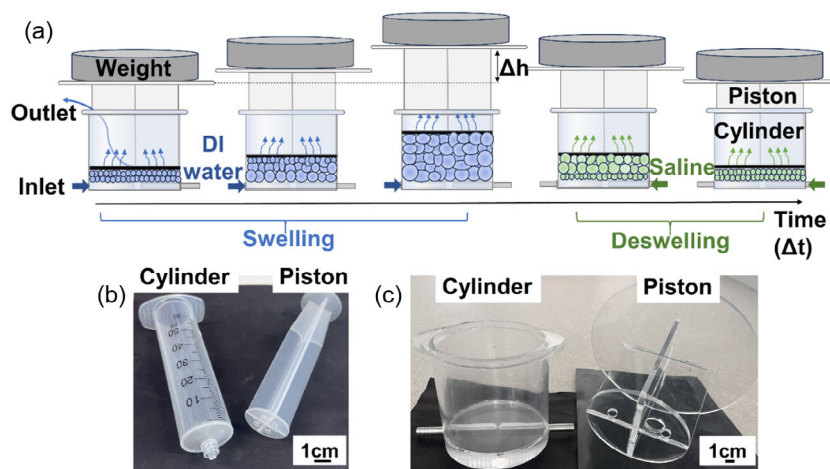 (a)
Weight
Δh
Outlet
Piston
DI
water
Cylinder
Saline
Inlet
Swelling
Deswelling
Time
(Δt)
(b)
Cylinder
Piston
50
40
30
20
10
1cm
(c)
Cylinder
Piston
1cm